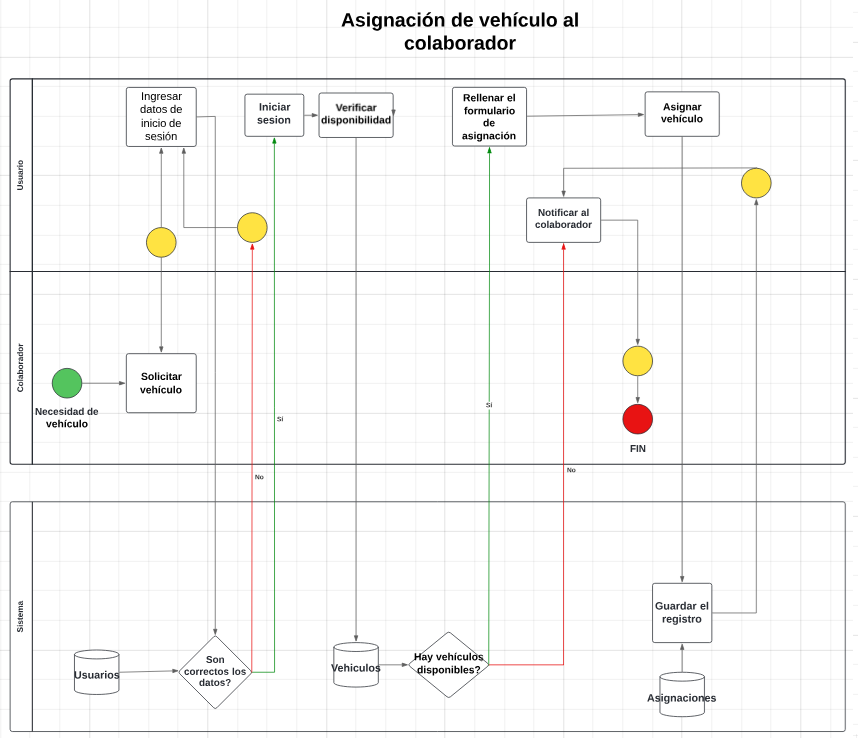 Asignación de vehículo al
colaborador
Usuario
Ingresar
datos de
inicio de
sesión
Iniciar
sesion
Verificar
disponibilidad
Rellenar el
formulario
de
asignación
Asignar
vehículo
Notificar al
colaborador
Colaborador
Necesidad de
vehículo
Solicitar
vehículo
Si
Si
FIN
No
No
Sistema
Usuarios
Son
correctos los
datos?
Vehiculos
Hay vehículos
disponibles?
Guardar el
registro
Asignaciones